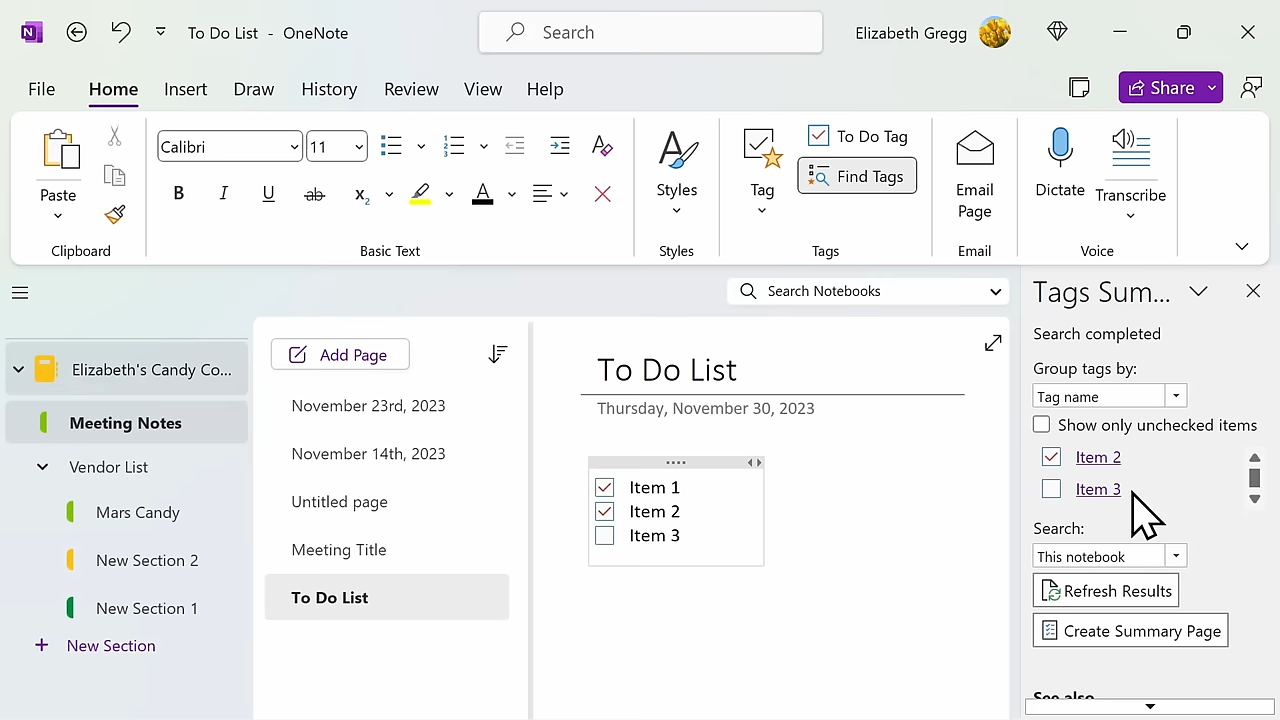 To Do List - OneNote
Search
Elizabeth Gregg
File Home Insert Draw History Review View Help
Share
Paste
Clipboard
Calibri 11
Basic Text
Styles
Styles
Tag
To Do Tag
Find Tags
Tags
Email
Page
Email
Dictate
Transcribe
Voice
Search Notebooks
Elizabeth's Candy Co...
Meeting Notes
Vendor List
Mars Candy
New Section 2
New Section 1
New Section
Add Page
November 23rd, 2023
November 14th, 2023
Untitled page
Meeting Title
To Do List
To Do List
Thursday, November 30, 2023
Item 1
Item 2
Item 3
Tags Sum...
Search completed
Group tags by:
Tag name
Show only unchecked items
Item 2
Item 3
Search:
This notebook
Refresh Results
Create Summary Page
See also